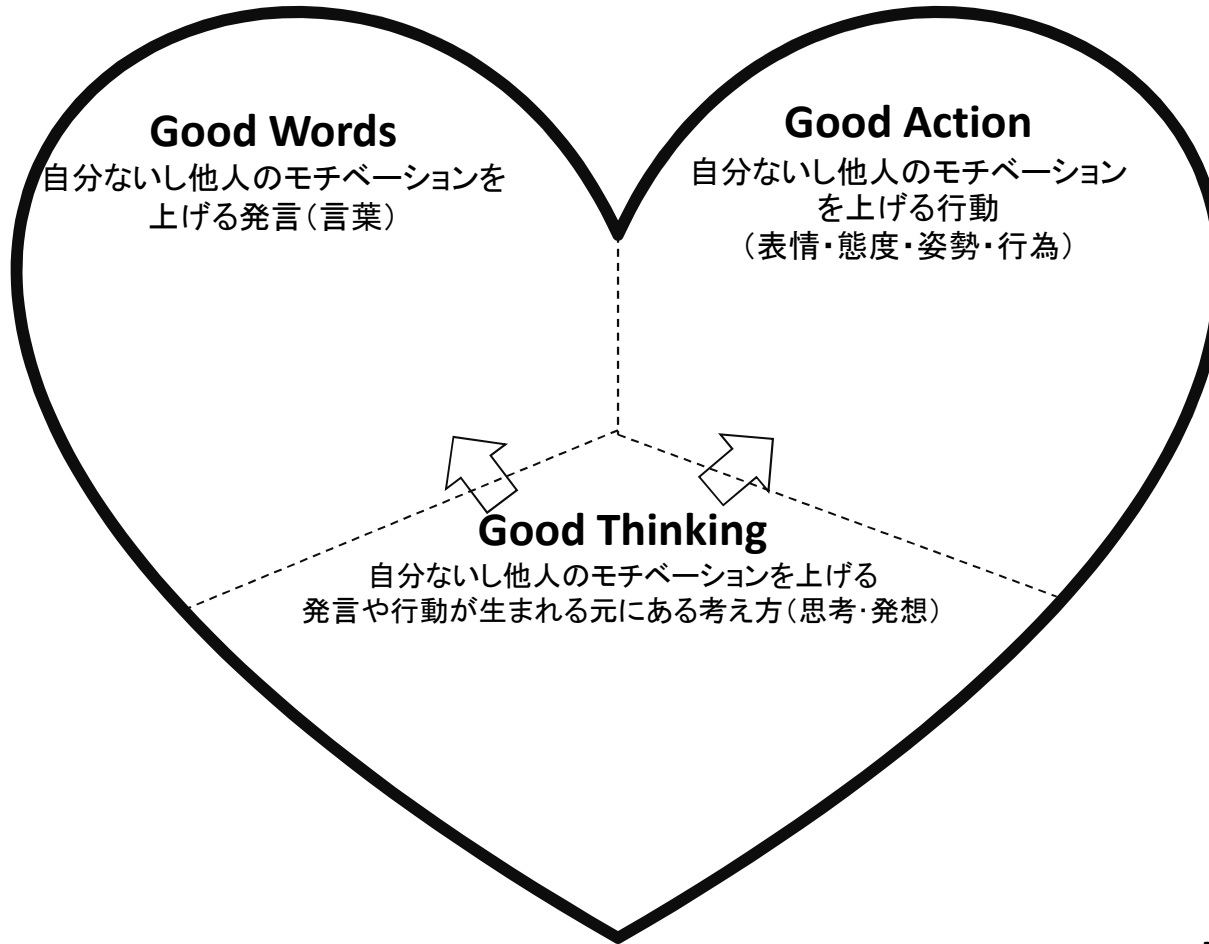 Good Words
自分ないし他人のモチベーションを
上げる発言(言葉)
Good Action
自分ないし他人のモチベーション
を上げる行動
(表情・態度・姿勢・行為)
Good Thinking
自分ないし他人のモチベーションを上げる
発言や行動が生まれる元にある考え方(思考・発想)